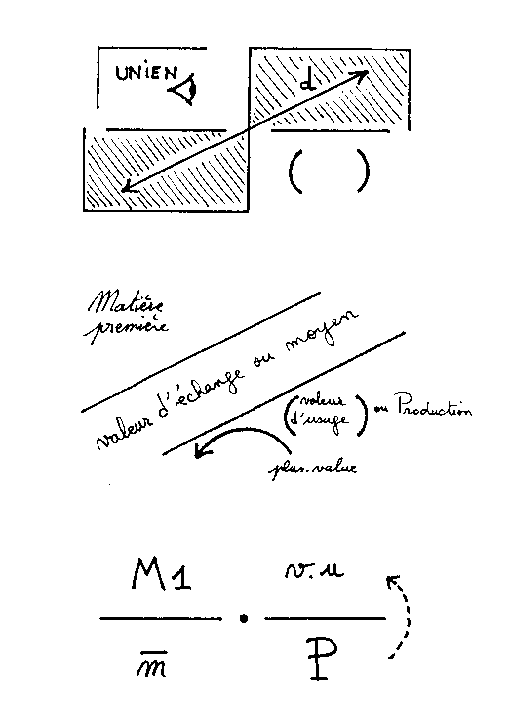 UNIEN
d
( )
Matière
première
valeur d'échange ou moyen
(valeur
d'usage) ou Production
plus-value
M1 v.u
m̅ P